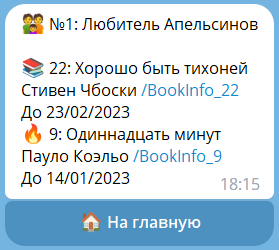 👨‍👩‍👦 №1: Любитель Апельсинов
📚 22: Хорошо быть тихоней
Стивен Чбоски /BookInfo_22
До 23/02/2023
🔥 9: Одиннадцать минут
Пауло Коэльо /BookInfo_9
До 14/01/2023
18:15
🏠 На главную